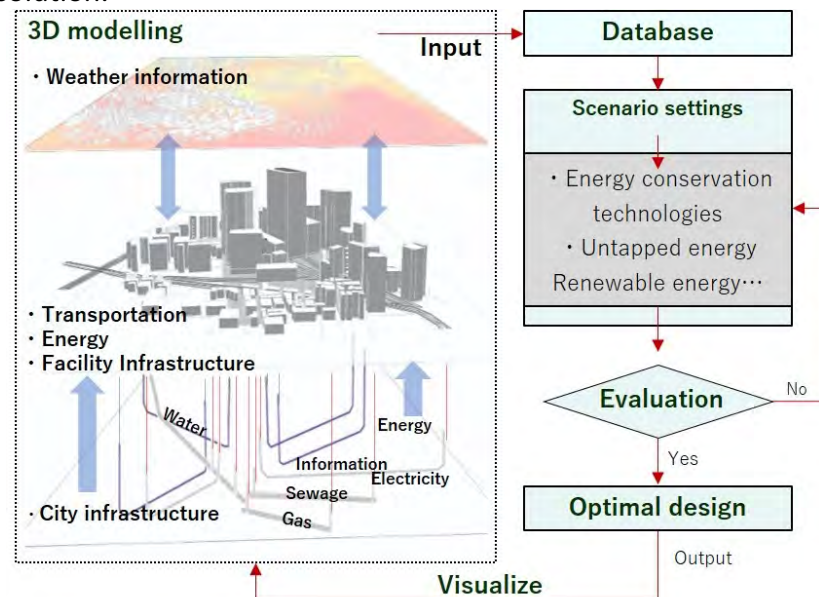 3D modelling
・Weather information
・Transportation
・Energy
・Facility Infrastructure
Water
Energy
Information
Electricity
Sewage
・City infrastructure
Gas
Input
Database
Scenario settings
・Energy conservation
technologies
・Untapped energy
Renewable energy…
Evaluation
No
Yes
Optimal design
Output
Visualize